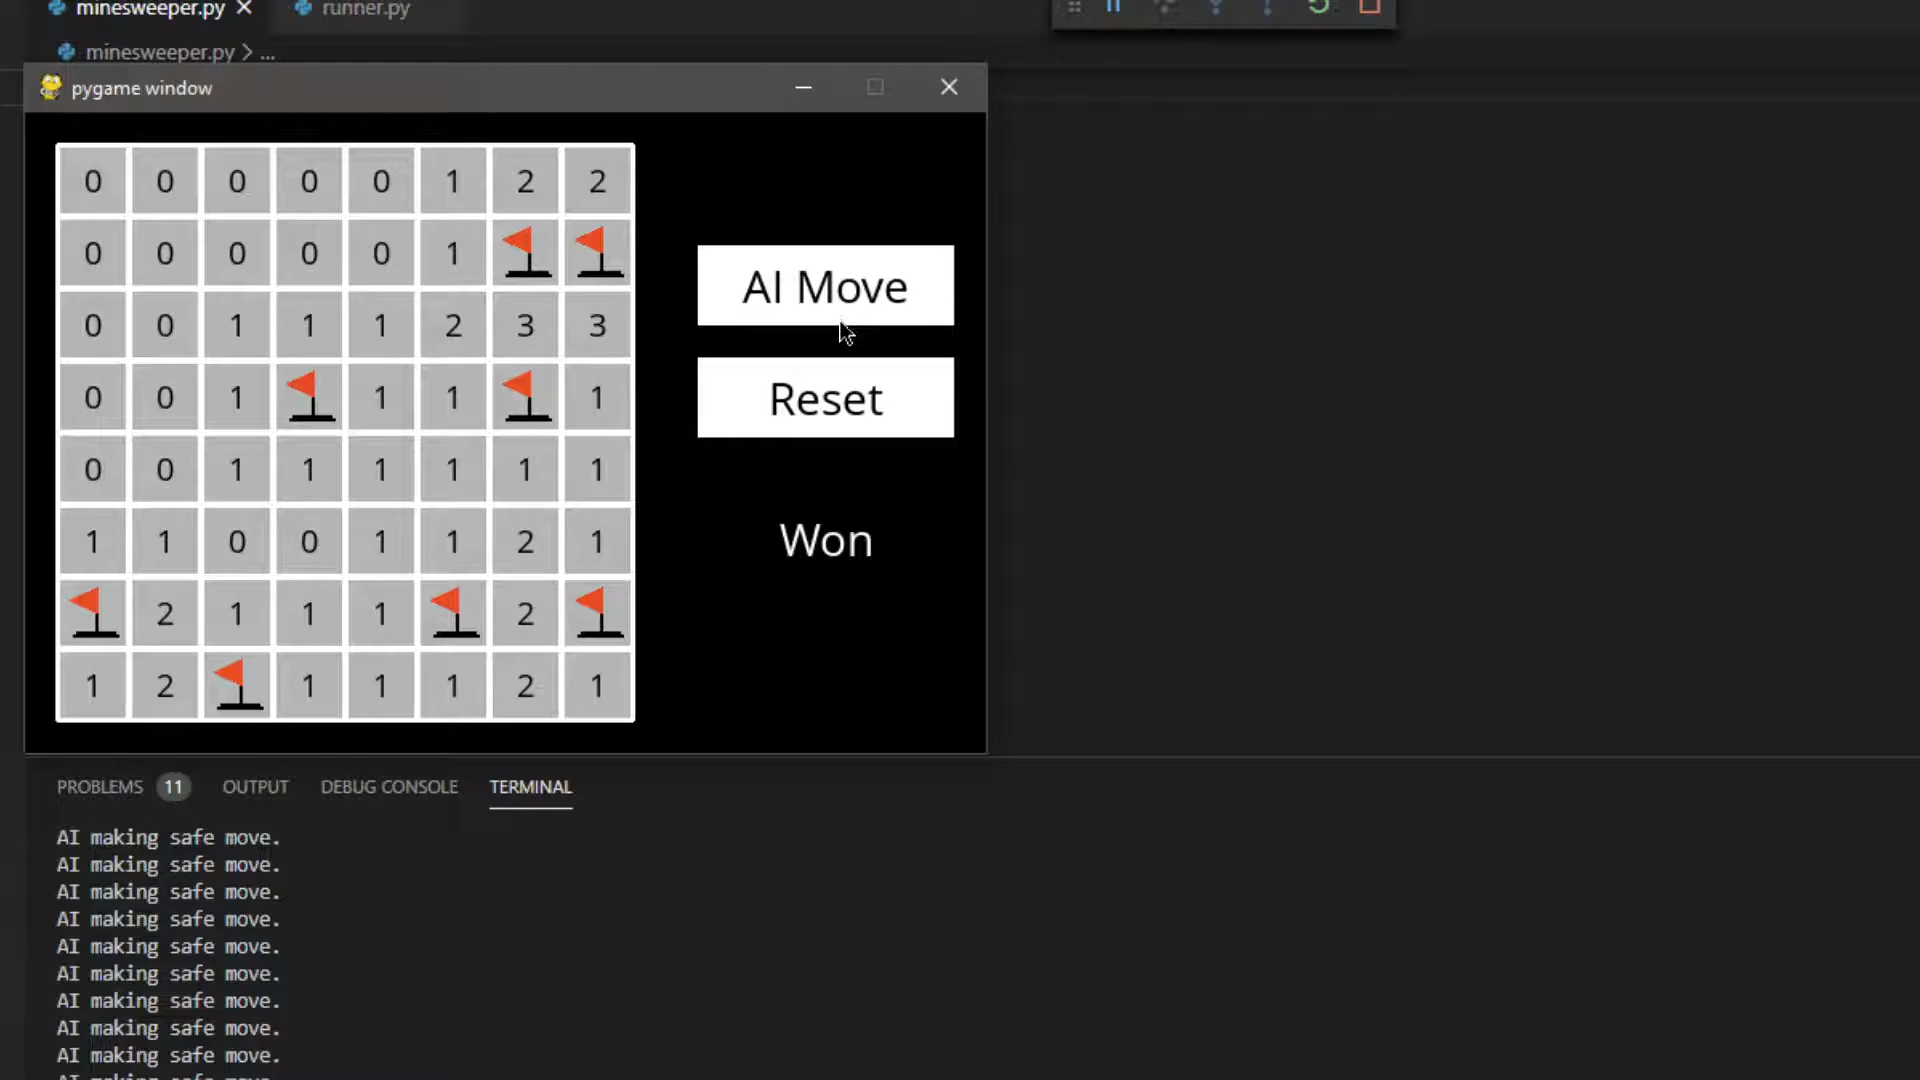 minesweeper.py runner.py
minesweeper.py > ...
pygame window
0 0 0 0 0 1 2 2
0 0 0 0 0 1
0 0 1 1 1 2 3 3
0 0 1 1 1 1
0 0 1 1 1 1 1 1
1 1 0 0 1 1 2 1
2 1 1 1 2
1 2 1 1 1 2 1
AI Move
Reset
Won
PROBLEMS 11 OUTPUT DEBUG CONSOLE TERMINAL
AI making safe move.
AI making safe move.
AI making safe move.
AI making safe move.
AI making safe move.
AI making safe move.
AI making safe move.
AI making safe move.
AI making safe move.
AI making safe move.